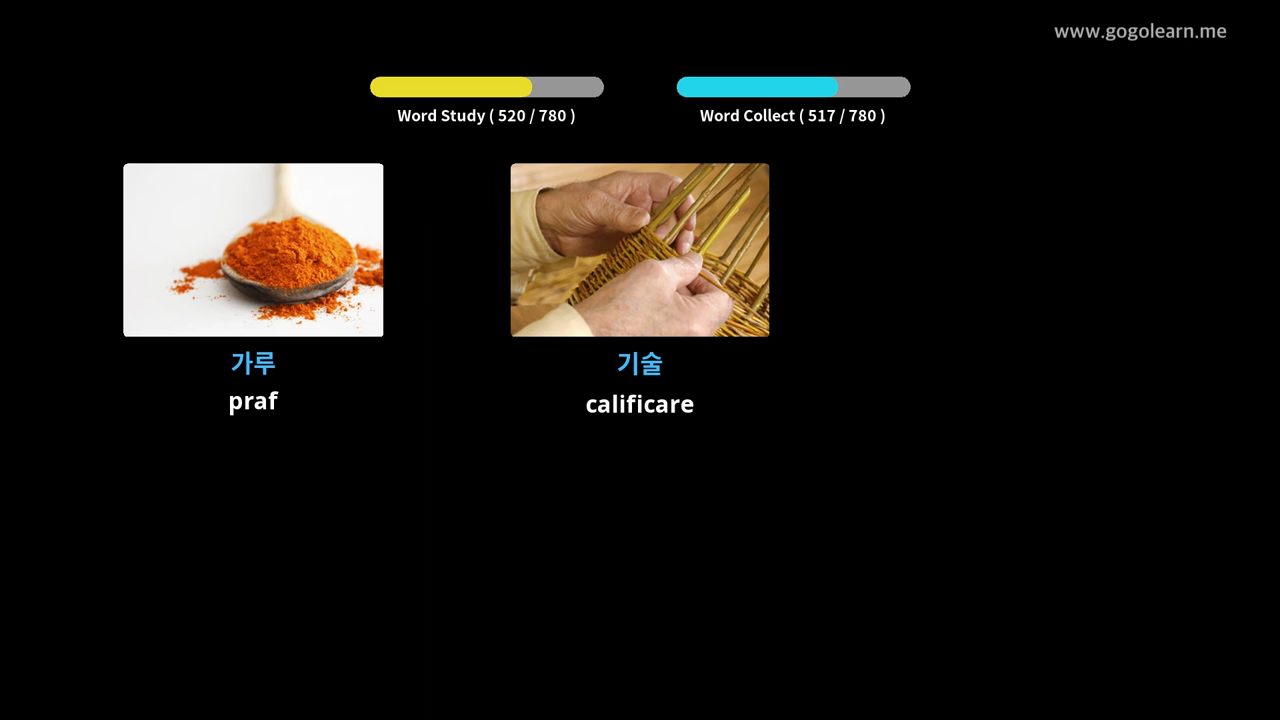 www.gogolearn.me
Word Study ( 520 / 780 )
Word Collect ( 517 / 780 )
가루
praf
기술
calificare